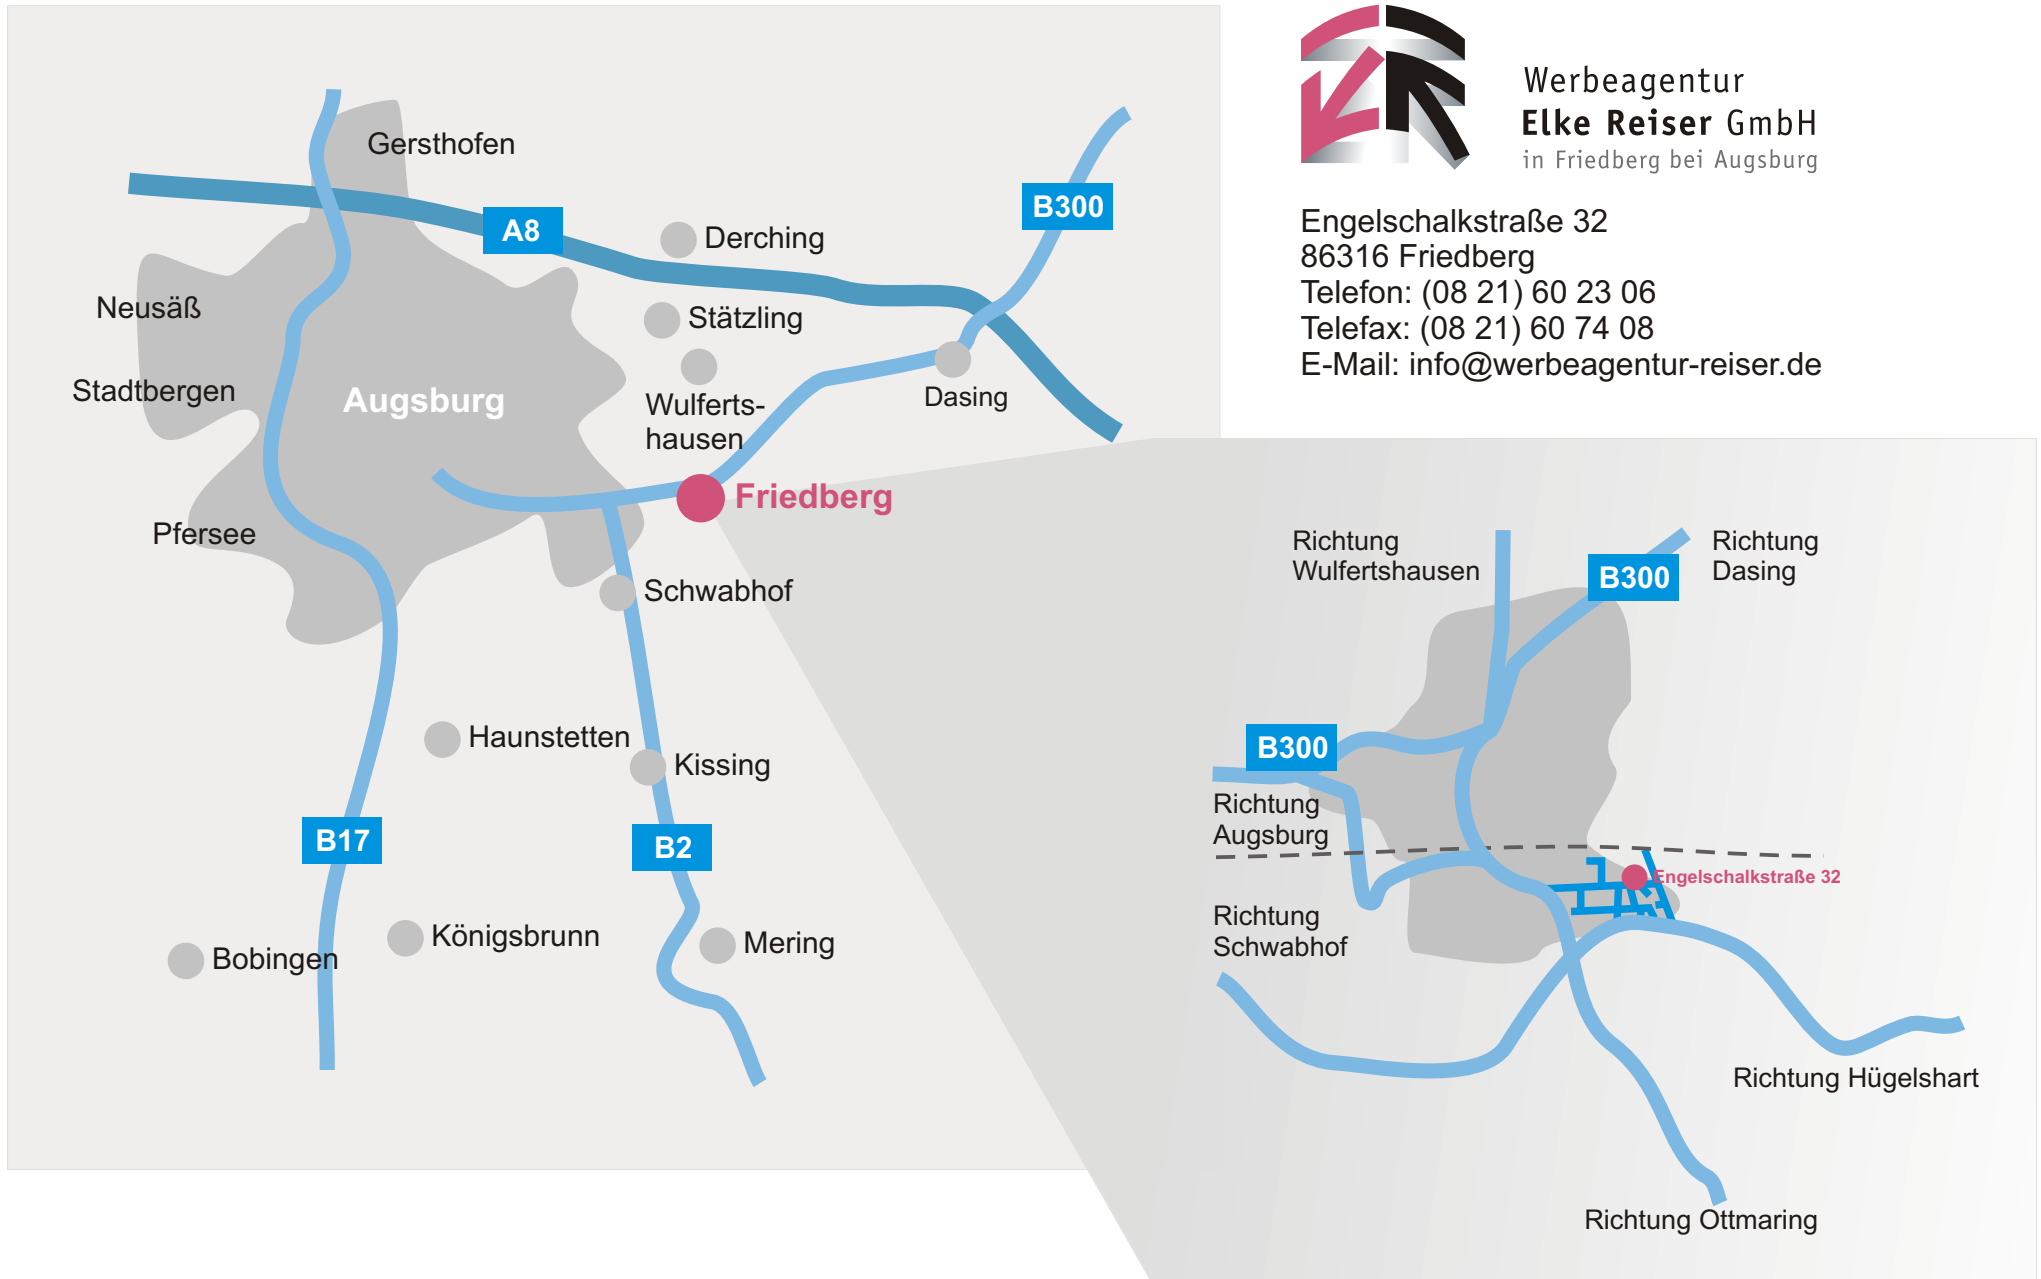 Gersthofen
A8
Derching
B300
Neusäß
Stätzling
Stadtbergen
Augsburg
Wulferts-
hausen
Dasing
Friedberg
Pfersee
Schwabhof
Haunstetten
Kissing
B17
B2
Königsbrunn
Mering
Bobingen
Werbeagentur
Elke Reiser GmbH
in Friedberg bei Augsburg
Engelschalkstraße 32
86316 Friedberg
Telefon: (08 21) 60 23 06
Telefax: (08 21) 60 74 08
E-Mail: info@werbeagentur-reiser.de
Richtung
Wulfertshausen
B300
Richtung
Dasing
B300
Richtung
Augsburg
Engelschalkstraße 32
Richtung
Schwabhof
Richtung Hügelshart
Richtung Ottmaring